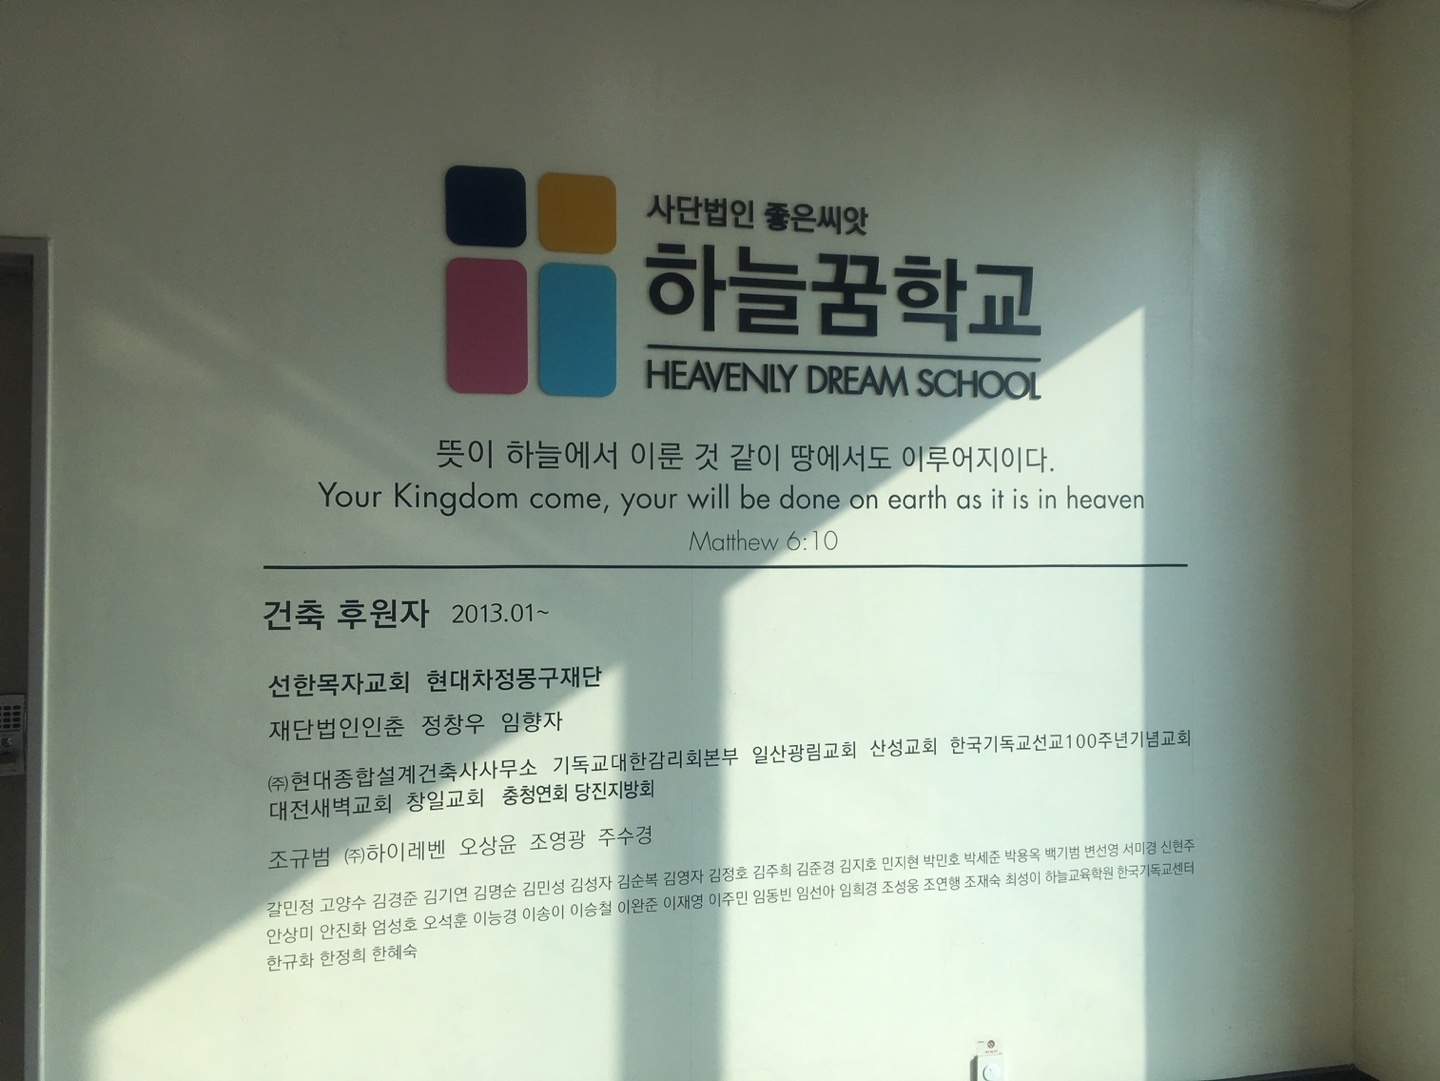 사단법인 좋은씨앗
하늘꿈학교
HEAVENLY DREAM SCHOOL
뜻이 하늘에서 이룬 것 같이 땅에서도 이루어지이다.
Your Kingdom come, your will be done on earth as it is in heaven
Matthew 6:10
건축 후원자 2013.01~
선한목자교회 현대차정몽구재단
재단법인인춘 정창우 임향자
㈜현대종합설계건축사사무소 기독교대한감리회본부 일산광림교회 산성교회 한국기독교선교100주년기념교회
대전새벽교회 창일교회 충청연회 당진지방회
조규범 ㈜하이레벤 오상윤 조영광 주수경
갈민정 고양수 김경준 김기연 김명순 김민성 김성자 김순복 김영자 김정호 김주희 김준경 김지호 민지현 박민호 박세준 박용옥 백기범 변선영 서미경 신현주
안상미 안진화 엄성호 오석훈 이능경 이송이 이승철 이완준 이재영 이주민 임동빈 임선아 임희경 조성웅 조연행 조재숙 최성이 하늘교육학원 한국기독교센터
한규화 한정희 한혜숙